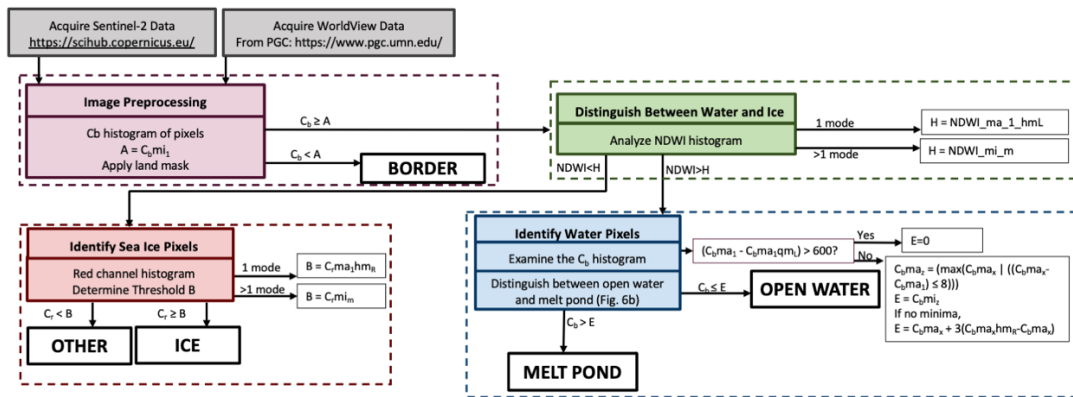 Acquire Sentinel-2 Data
https://scihub.copernicus.eu/
Acquire WorldView Data
From PGC: https://www.pgc.umn.edu/
Image Preprocessing
Cb histogram of pixels
A = Cbmi1
Apply land mask
Cb ≥ A
Cb < A
BORDER
Distinguish Between Water and Ice
Analyze NDWI histogram
1 mode
>1 mode
H = NDWI_ma_1_hmL
H = NDWI_mi_m
NDWI<H
NDWI>H
Identify Sea Ice Pixels
Red channel histogram
Determine Threshold B
1 mode
>1 mode
B = Crma1hmR
B = Crmim
Cr < B
Cr ≥ B
OTHER
ICE
Identify Water Pixels
Examine the Cb histogram
Distinguish between open water
and melt pond (Fig. 6b)
(Cbma1 - Cbma1qmL) > 600?
Yes
No
E=0
Cbmaz = (max(Cbmax | ((Cbmax-
Cbma1) ≤ 8)))
E = Cbmiz
If no minima,
E = Cbmax + 3(CbmaxhmR-Cbmax)
Cb ≤ E
OPEN WATER
Cb > E
MELT POND